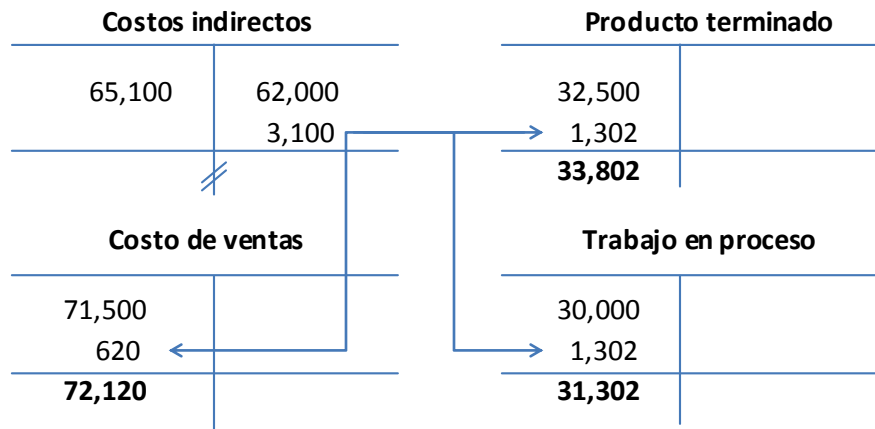 Costos indirectos
65,100 62,000
3,100
Producto terminado
32,500
1,302
33,802
Costo de ventas
71,500
620
72,120
Trabajo en proceso
30,000
1,302
31,302